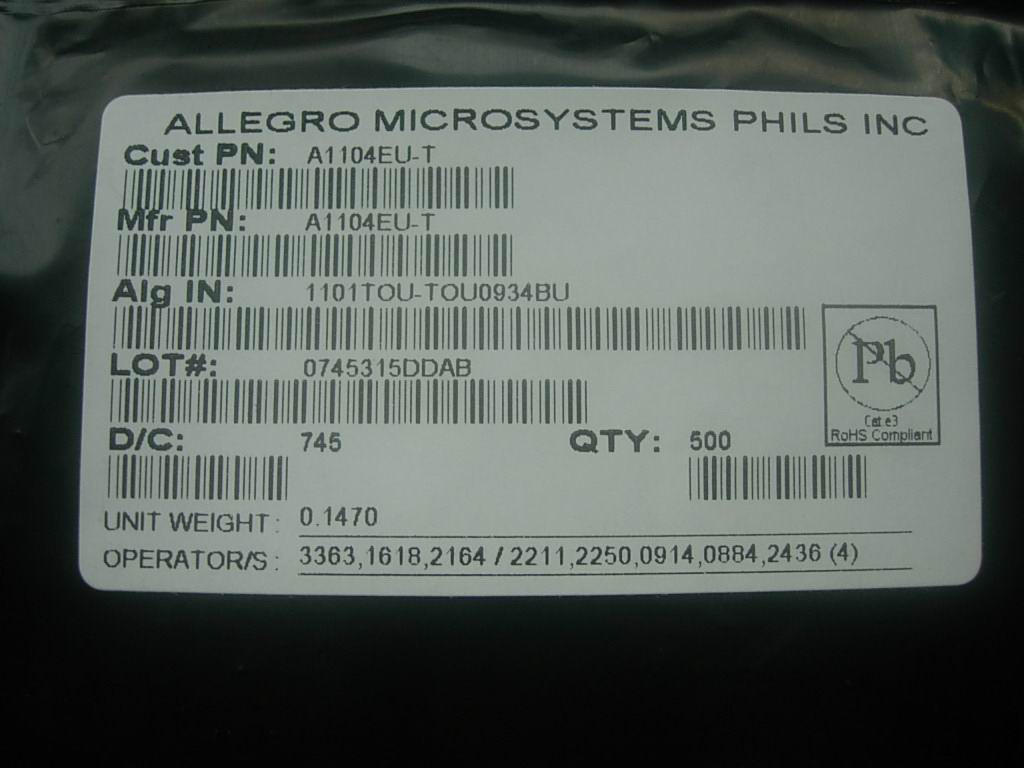 ALLEGRO MICROSYSTEMS PHILS INC
Cust PN: A1104EU-T
Mfr PN: A1104EU-T
Alg IN: 1101TOU-TOU0934BU
LOT#: 0745315DDAB
Pb
Cat.e3
RoHS Compliant
D/C: 745 QTY: 500
UNIT WEIGHT: 0.1470
OPERATOR/S: 3363,1618,2164 / 2211,2250,0914,0884,2436 (4)